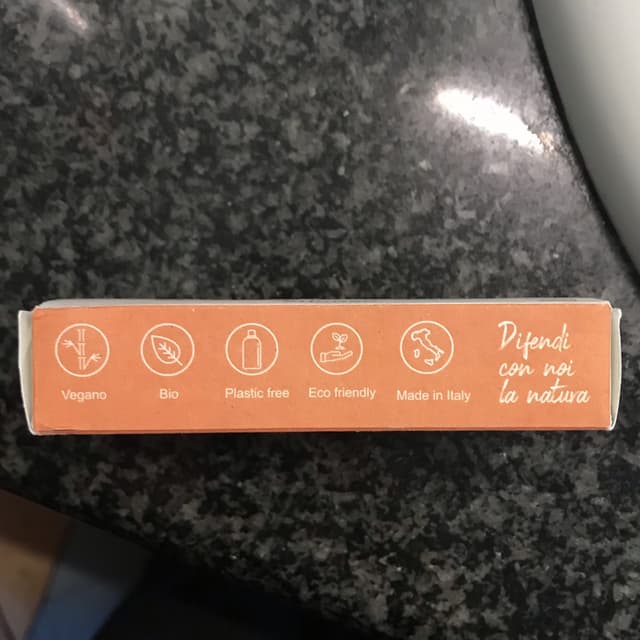 Vegano
Bio
Plastic free
Eco friendly
Made in Italy
Difendi
con noi
la natura